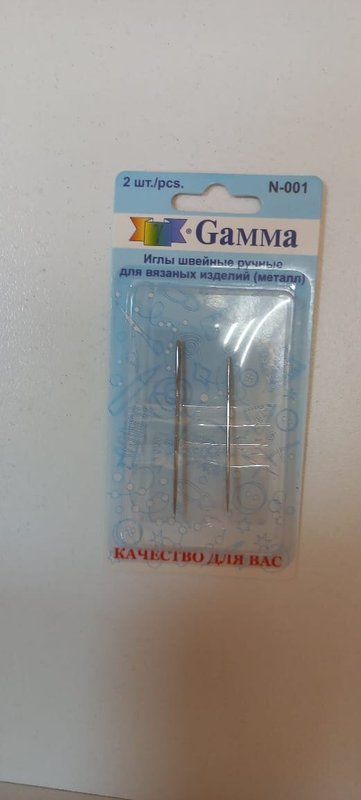 2 шт./pcs.
N-001
® Gamma
Иглы швейные ручные
для вязаных изделий (металл)
КАЧЕСТВО ДЛЯ ВАС